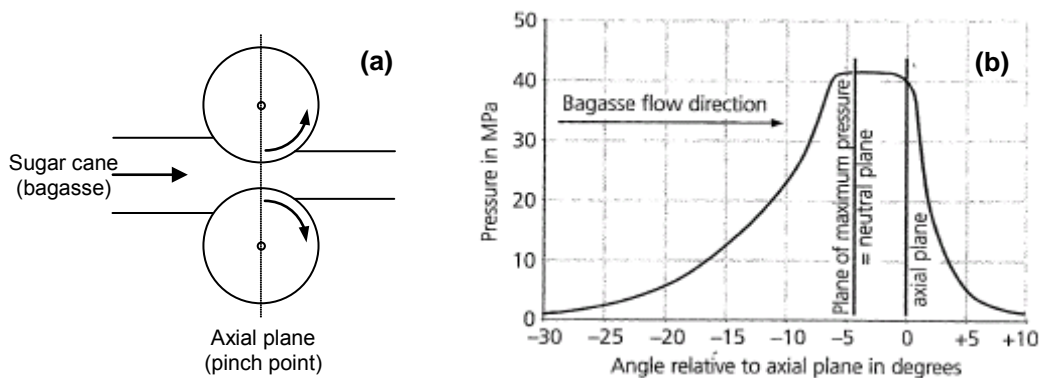 (a)
Sugar cane
(bagasse)
Axial plane
(pinch point)
(b)
Pressure in MPa
50
40
30
20
10
0
Bagasse flow direction
Plane of maximum pressure
= neutral plane
axial plane
−30 −25 −20 −15 −10 −5 0 +5 +10
Angle relative to axial plane in degrees